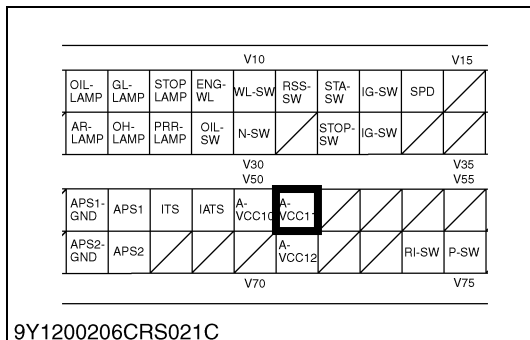 V10 V15
OIL-LAMP GL-LAMP STOP LAMP ENG-WL WL-SW RSS-SW STA-SW IG-SW SPD
AR-LAMP OH-LAMP PRR-LAMP OIL-SW N-SW STOP-SW IG-SW
V30 V35
V50 V55
APS1-GND APS1 ITS IATS A-VCC10 A-VCC11
APS2-GND APS2 A-VCC12 RI-SW P-SW
V70 V75
9Y1200206CRS021C